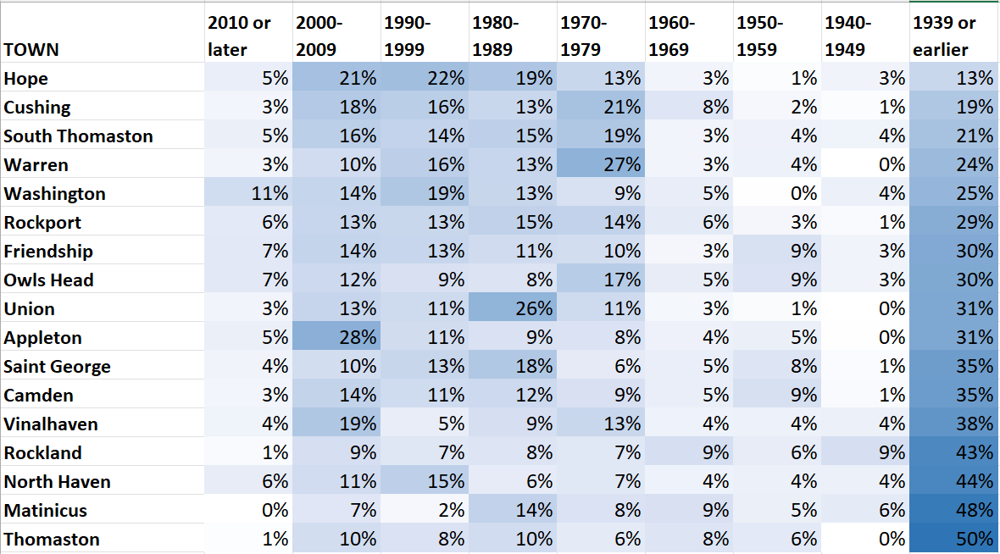 TOWN 2010 or later 2000-2009 1990-1999 1980-1989 1970-1979 1960-1969 1950-1959 1940-1949 1939 or earlier
Hope 5% 21% 22% 19% 13% 3% 1% 3% 13%
Cushing 3% 18% 16% 13% 21% 8% 2% 1% 19%
South Thomaston 5% 16% 14% 15% 19% 3% 4% 4% 21%
Warren 3% 10% 16% 13% 27% 3% 4% 0% 24%
Washington 11% 14% 19% 13% 9% 5% 0% 4% 25%
Rockport 6% 13% 13% 15% 14% 6% 3% 1% 29%
Friendship 7% 14% 13% 11% 10% 3% 9% 3% 30%
Owls Head 7% 12% 9% 8% 17% 5% 9% 3% 30%
Union 3% 13% 11% 26% 11% 3% 1% 0% 31%
Appleton 5% 28% 11% 9% 8% 4% 5% 0% 31%
Saint George 4% 10% 13% 18% 6% 5% 8% 1% 35%
Camden 3% 14% 11% 12% 9% 5% 9% 1% 35%
Vinalhaven 4% 19% 5% 9% 13% 4% 4% 4% 38%
Rockland 1% 9% 7% 8% 7% 9% 6% 9% 43%
North Haven 6% 11% 15% 6% 7% 4% 4% 4% 44%
Matinicus 0% 7% 2% 14% 8% 9% 5% 6% 48%
Thomaston 1% 10% 8% 10% 6% 8% 6% 0% 50%